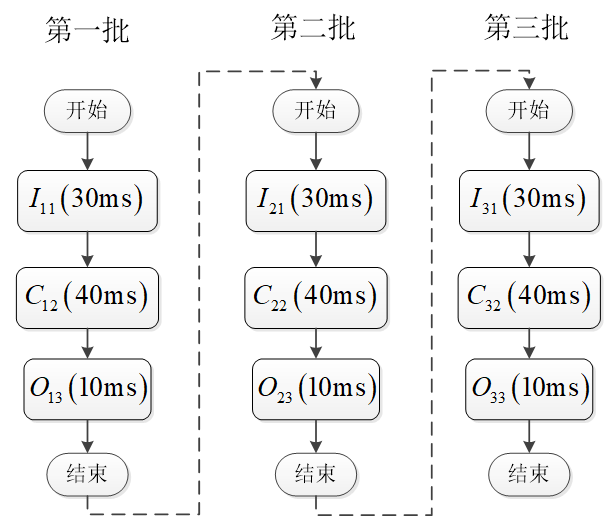 第一批 第二批 第三批
开始 开始 开始
I₁₁(30ms) I₂₁(30ms) I₃₁(30ms)
C₁₂(40ms) C₂₂(40ms) C₃₂(40ms)
O₁₃(10ms) O₂₃(10ms) O₃₃(10ms)
结束 结束 结束